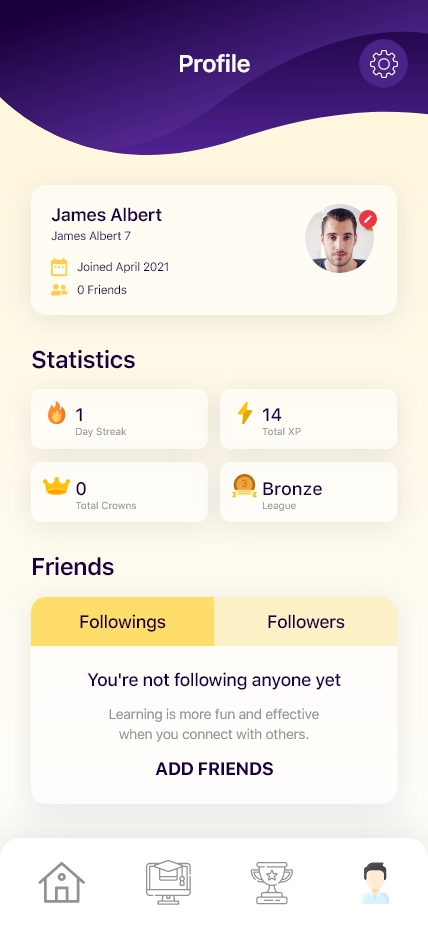 Profile
James Albert
James Albert 7
Joined April 2021
0 Friends
Statistics
1
Day Streak
14
Total XP
0
Total Crowns
3
Bronze
League
Friends
Followings
Followers
You're not following anyone yet
Learning is more fun and effective
when you connect with others.
ADD FRIENDS